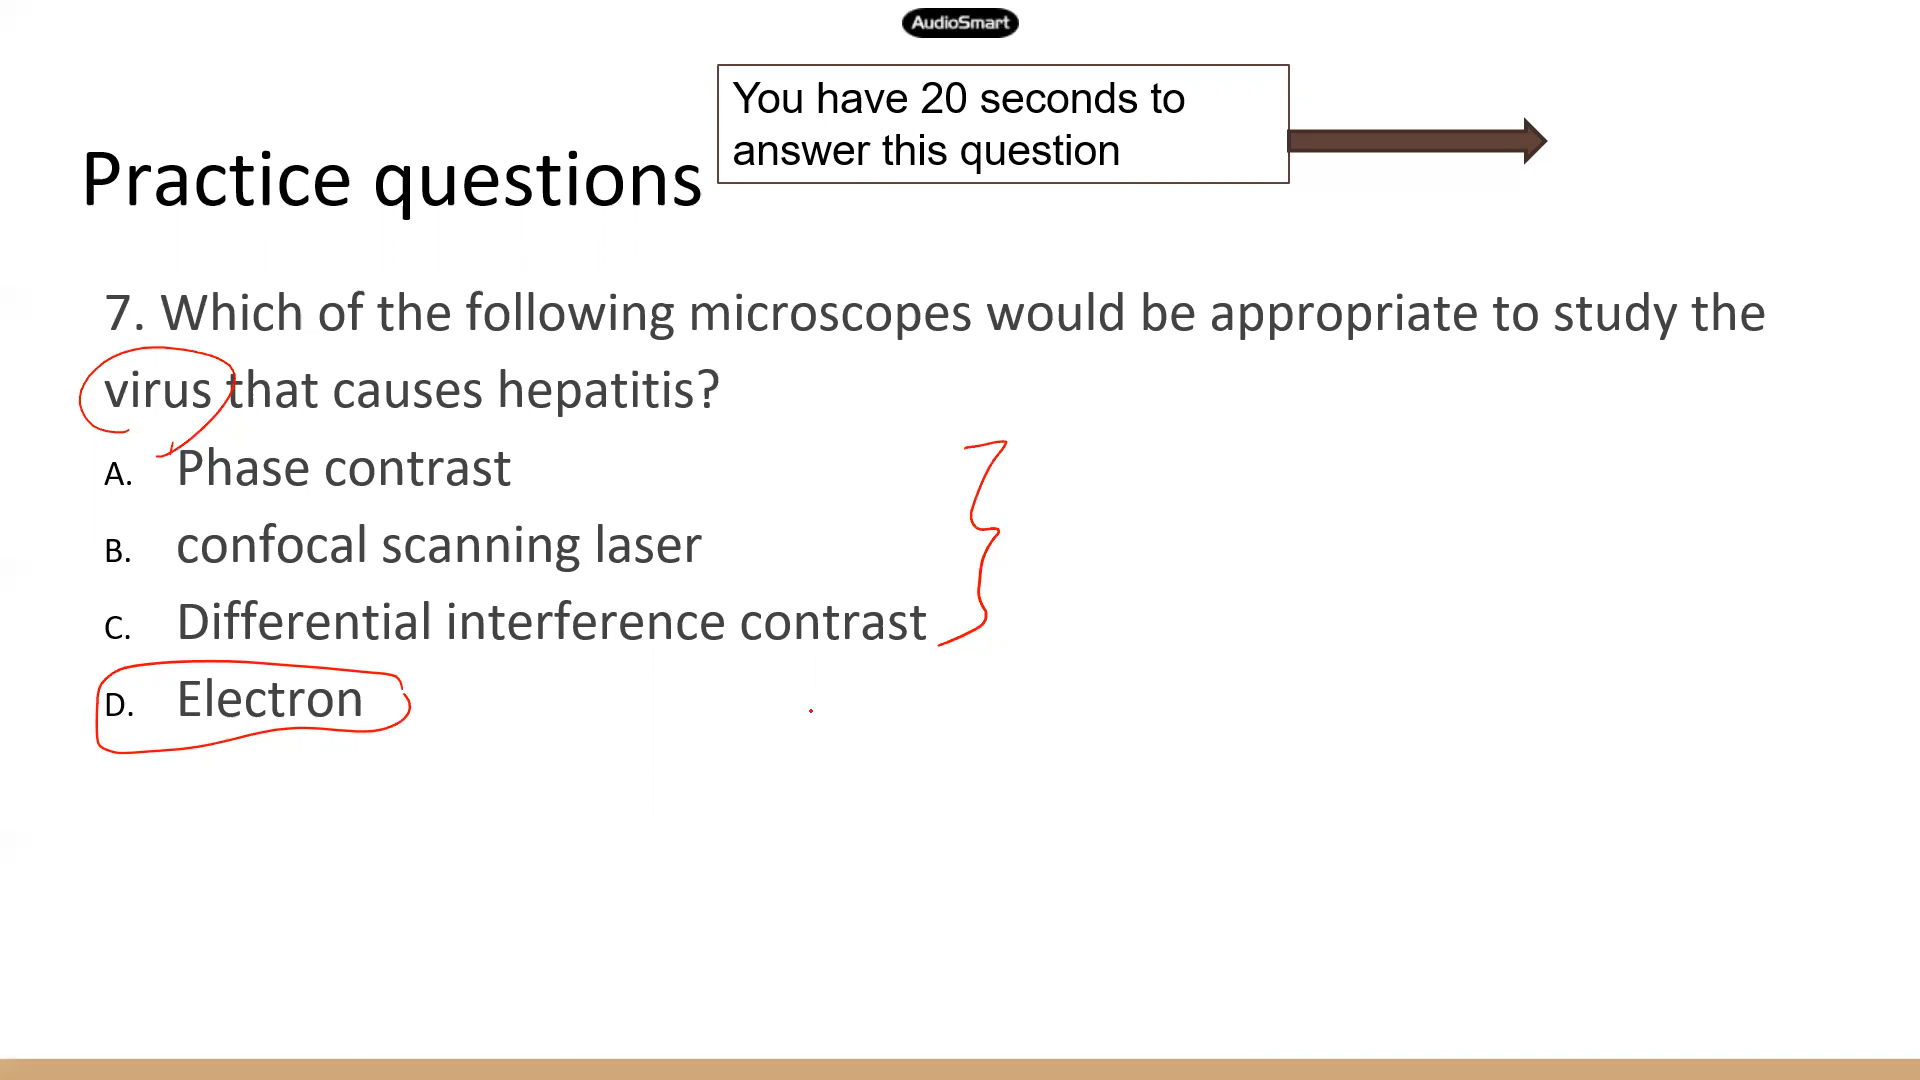 AudioSmart
You have 20 seconds to
answer this question
Practice questions
7. Which of the following microscopes would be appropriate to study the
virus that causes hepatitis?
A. Phase contrast
B. confocal scanning laser
C. Differential interference contrast
D. Electron